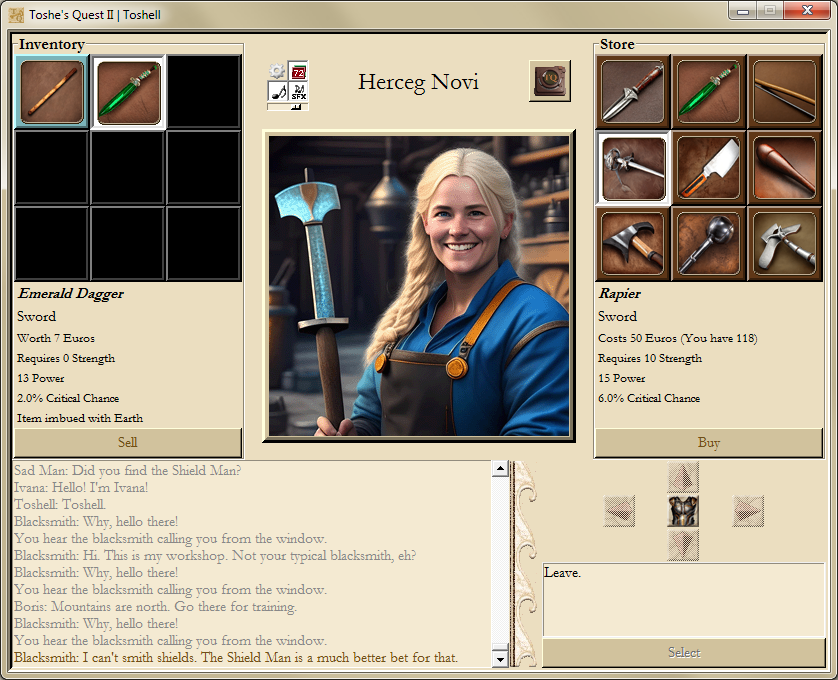 Toshe's Quest II | Toshell
Inventory
72
SFX
Herceg Novi
TQ
Store
Emerald Dagger
Sword
Worth 7 Euros
Requires 0 Strength
13 Power
2.0% Critical Chance
Item imbued with Earth
Sell
Rapier
Sword
Costs 50 Euros (You have 118)
Requires 10 Strength
15 Power
6.0% Critical Chance
Buy
Sad Man: Did you find the Shield Man?
Ivana: Hello! I'm Ivana!
Toshell: Toshell.
Blacksmith: Why, hello there!
You hear the blacksmith calling you from the window.
Blacksmith: Hi. This is my workshop. Not your typical blacksmith, eh?
Blacksmith: Why, hello there!
You hear the blacksmith calling you from the window.
Boris: Mountains are north. Go there for training.
Blacksmith: Why, hello there!
You hear the blacksmith calling you from the window.
Blacksmith: I can't smith shields. The Shield Man is a much better bet for that.
Leave.
Select